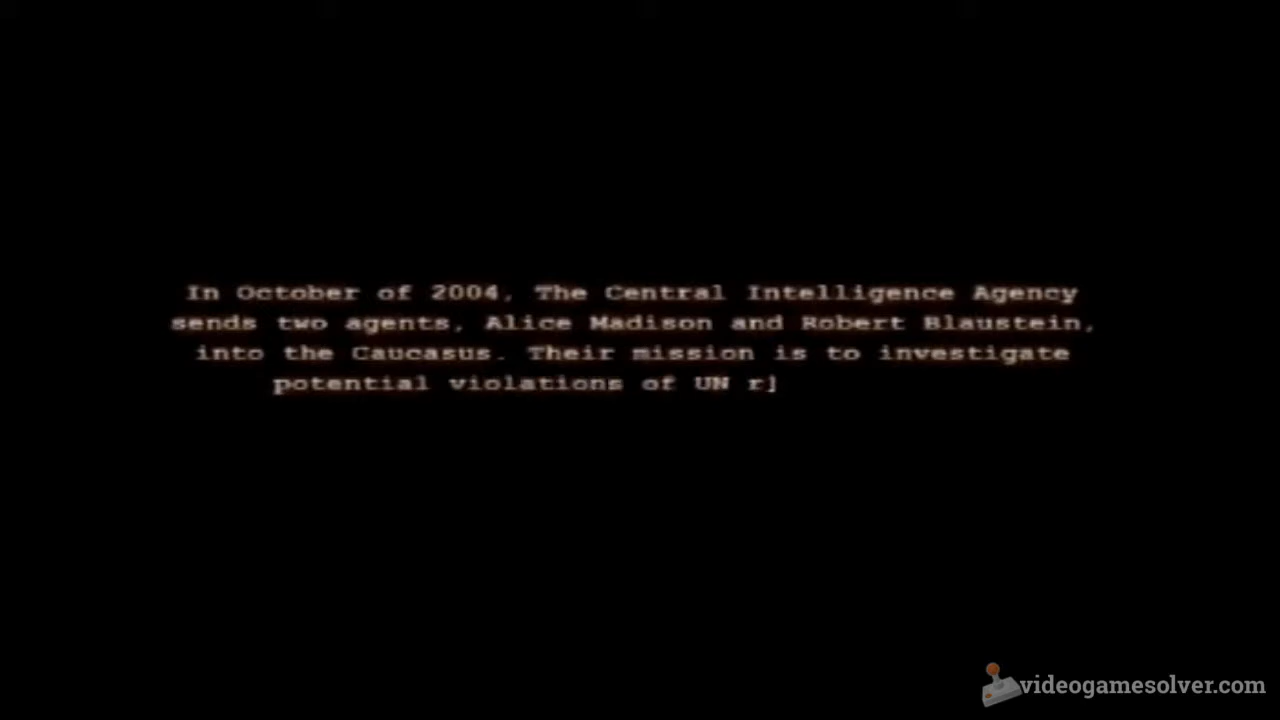 In October of 2004, The Central Intelligence Agency
sends two agents, Alice Madison and Robert Blaustein,
into the Caucasus. Their mission is to investigate
potential violations of UN r]
videogamesolver.com